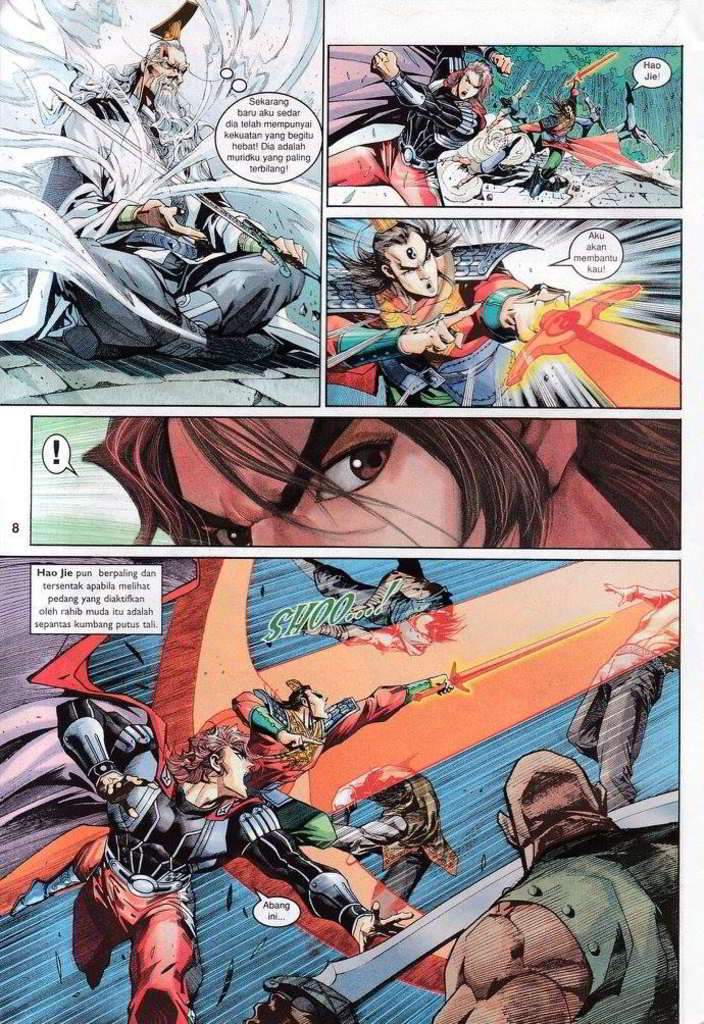 Sekarang
baru aku sedar
dia telah mempunyai
kekuatan yang begitu
hebat! Dia adalah
muridku yang paling
terbilang!
Hao
Jie!
Aku
akan
membantu
kau!
!
8
Hao Jie pun berpaling dan
tersentak apabila melihat
pedang yang diaktifkan
oleh rahib muda itu adalah
sepantas kumbang putus tali.
SHOOooo!
Abang
ini...